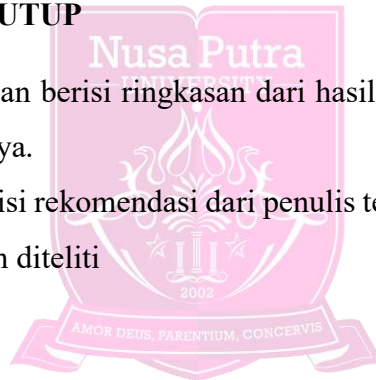 UTUP
Nusa Putra
UNIVERSITY
an berisi ringkasan dari hasil
ya.
isi rekomendasi dari penulis te
n diteliti
2002
AMOR DEUS, PARENTIUM, CONCERVIS